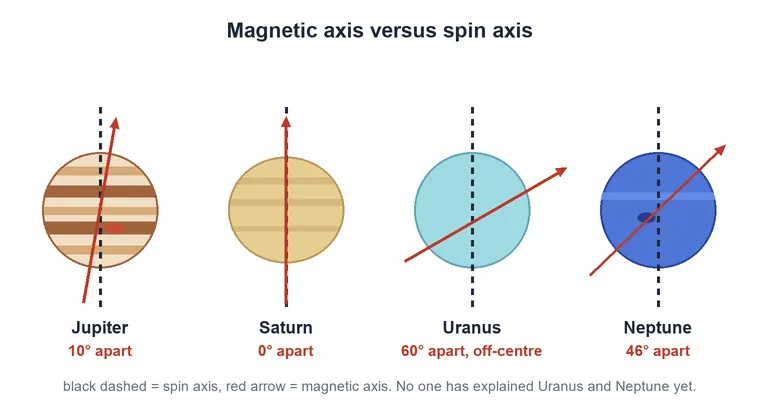 Magnetic axis versus spin axis
Jupiter
10° apart
Saturn
0° apart
Uranus
60° apart, off-centre
Neptune
46° apart
black dashed = spin axis, red arrow = magnetic axis. No one has explained Uranus and Neptune yet.